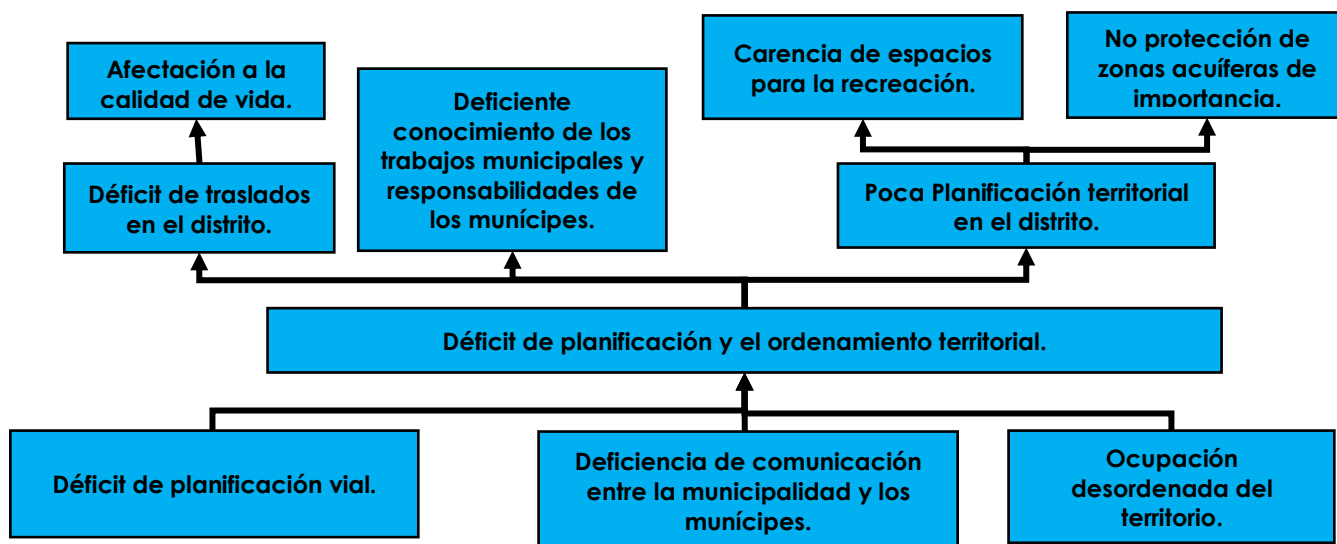 Afectación a la
calidad de vida.
Deficiente
conocimiento de los
trabajos municipales y
responsabilidades de
los munícipes.
Carencia de espacios
para la recreación.
No protección de
zonas acuíferas de
importancia.
Déficit de traslados
en el distrito.
Poca Planificación territorial
en el distrito.
Déficit de planificación y el ordenamiento territorial.
Déficit de planificación vial.
Deficiencia de comunicación
entre la municipalidad y los
munícipes.
Ocupación
desordenada del
territorio.